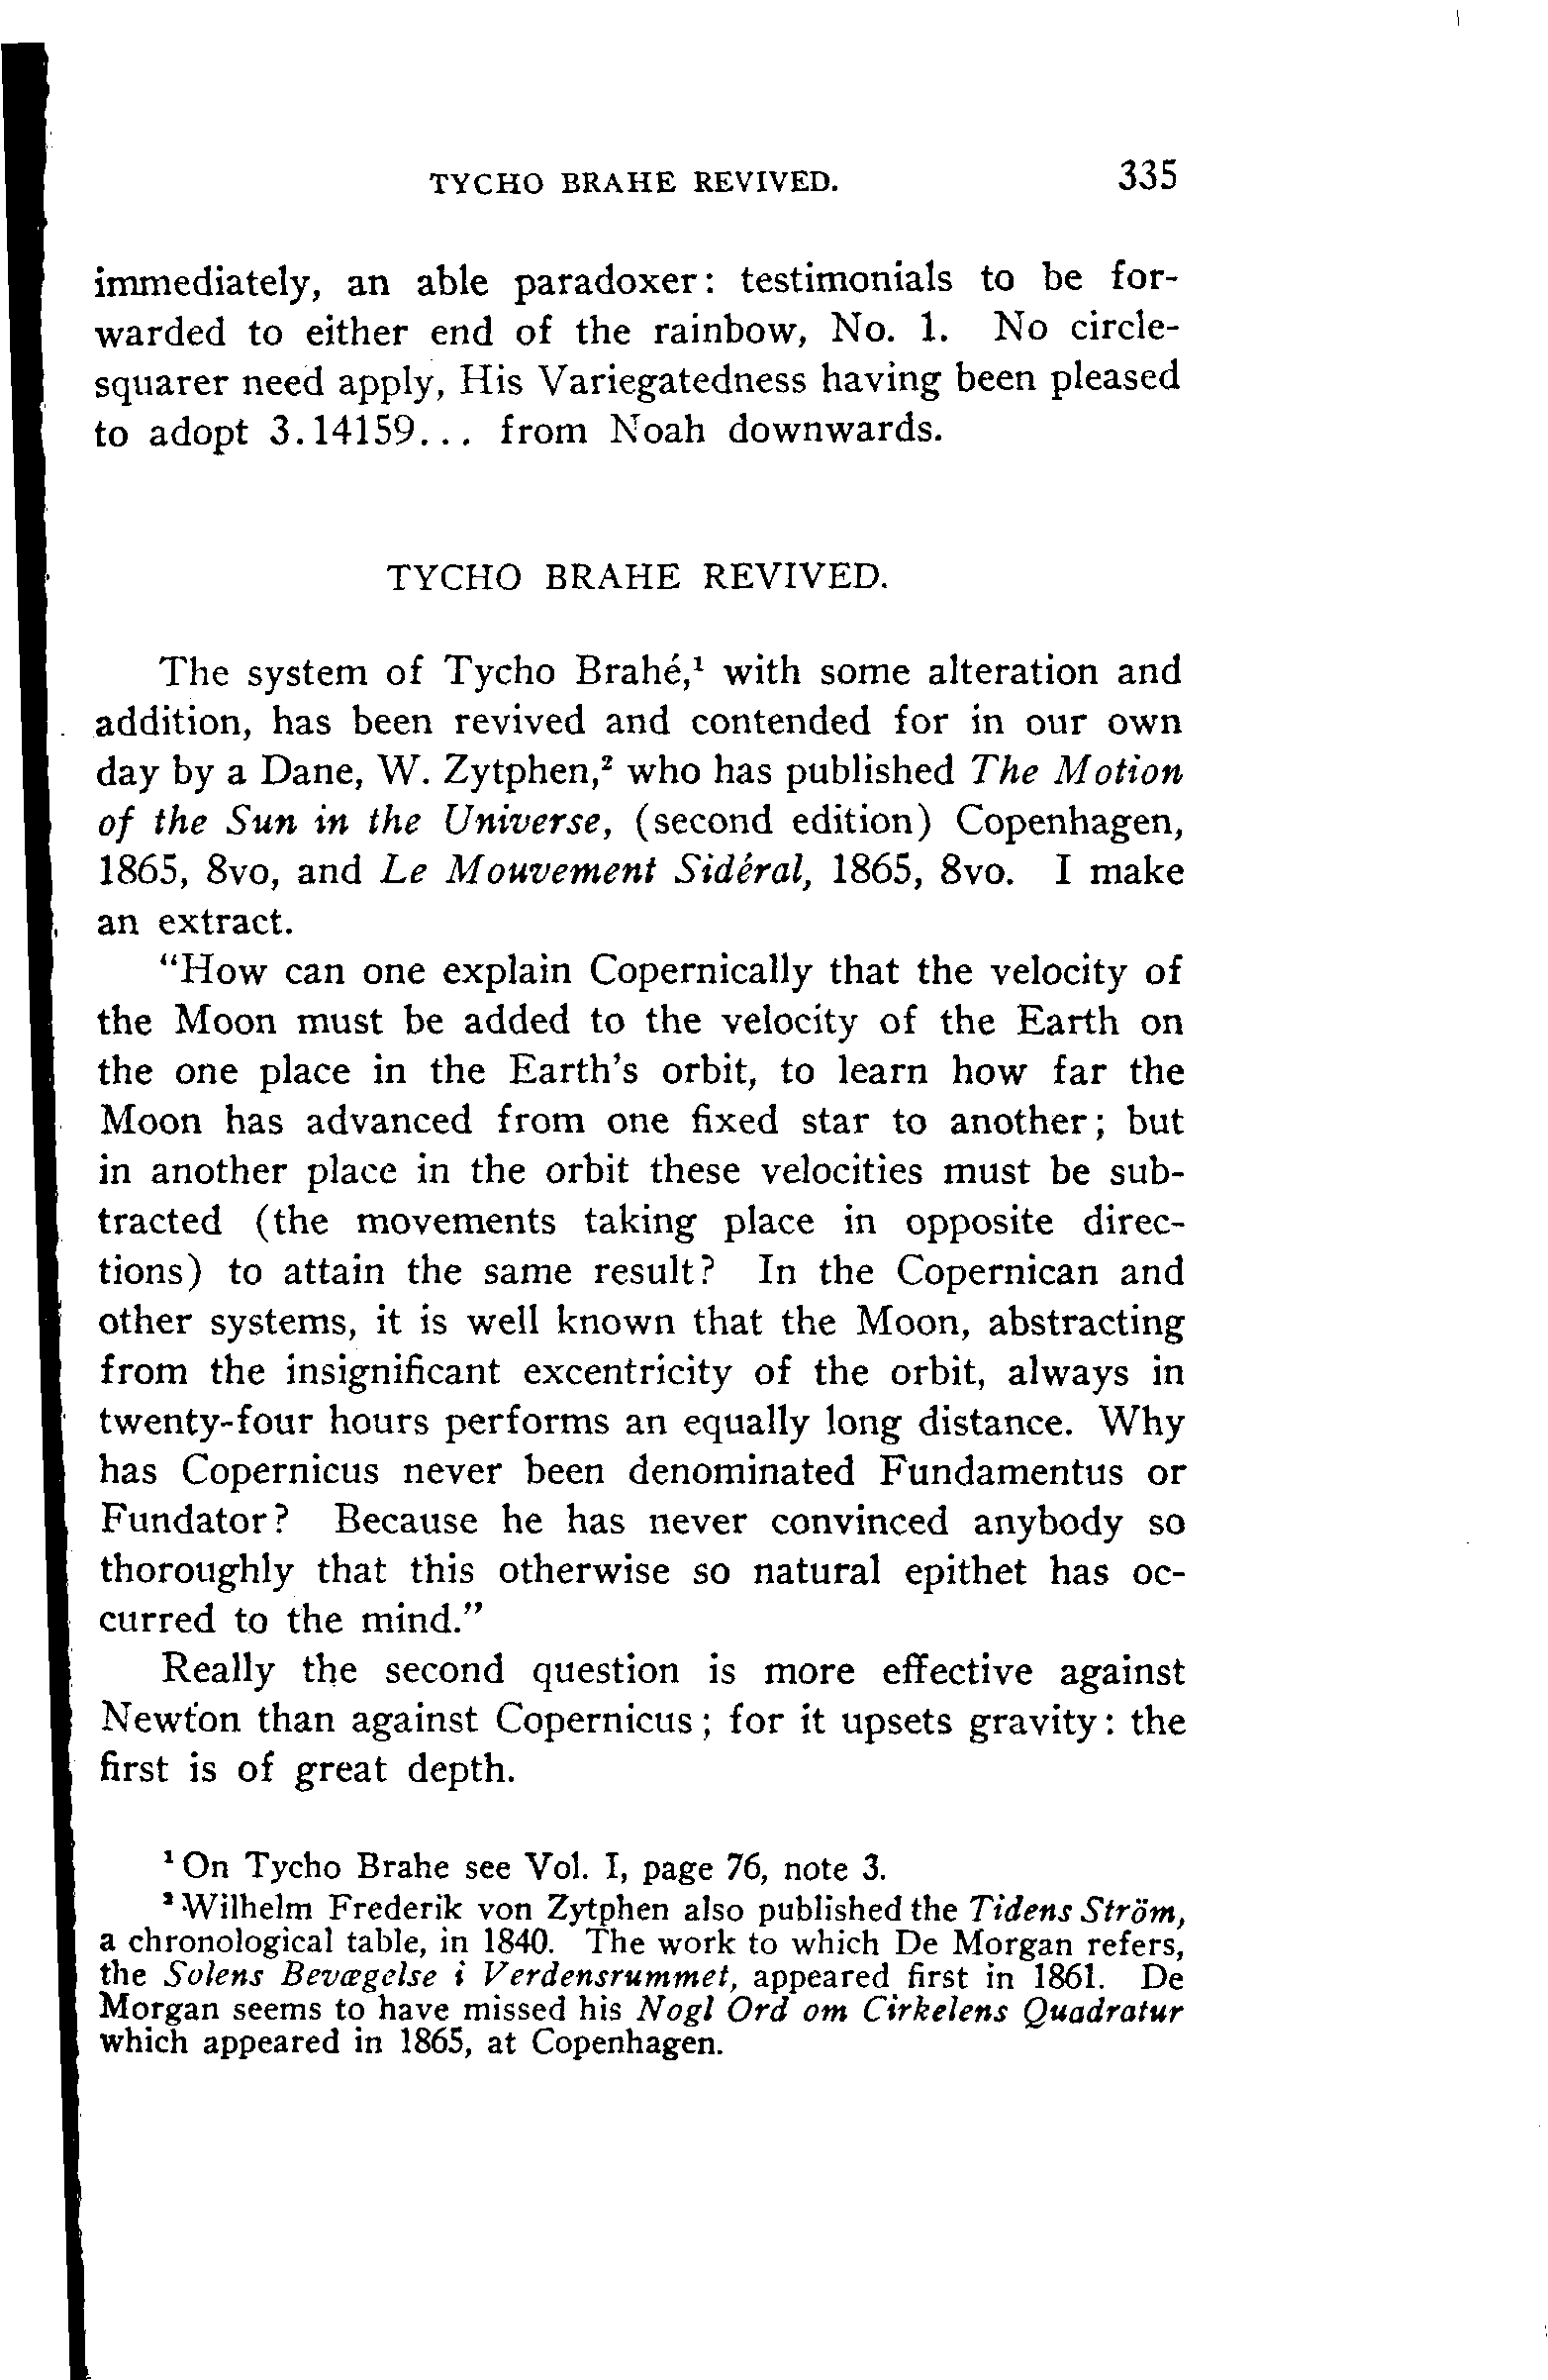 TYCHO BRAHE REVIVED. 335
immediately, an able paradoxer: testimonials to be for-
warded to either end of the rainbow, No. 1. No circle-
squarer need apply, His Variegatedness having been pleased
to adopt 3.14159... from Noah downwards.
TYCHO BRAHE REVIVED.
The system of Tycho Brahé,¹ with some alteration and
addition, has been revived and contended for in our own
day by a Dane, W. Zytphen,² who has published The Motion
of the Sun in the Universe, (second edition) Copenhagen,
1865, 8vo, and Le Mouvement Sidéral, 1865, 8vo. I make
an extract.
"How can one explain Copernically that the velocity of
the Moon must be added to the velocity of the Earth on
the one place in the Earth's orbit, to learn how far the
Moon has advanced from one fixed star to another; but
in another place in the orbit these velocities must be sub-
tracted (the movements taking place in opposite direc-
tions) to attain the same result? In the Copernican and
other systems, it is well known that the Moon, abstracting
from the insignificant excentricity of the orbit, always in
twenty-four hours performs an equally long distance. Why
has Copernicus never been denominated Fundamentus or
Fundator? Because he has never convinced anybody so
thoroughly that this otherwise so natural epithet has oc-
curred to the mind."
Really the second question is more effective against
Newton than against Copernicus; for it upsets gravity: the
first is of great depth.
¹ On Tycho Brahe see Vol. I, page 76, note 3.
² Wilhelm Frederik von Zytphen also published the Tidens Ström,
a chronological table, in 1840. The work to which De Morgan refers,
the Solens Bevægelse i Verdensrummet, appeared first in 1861. De
Morgan seems to have missed his Nogl Ord om Cirkelens Quadratur
which appeared in 1865, at Copenhagen.